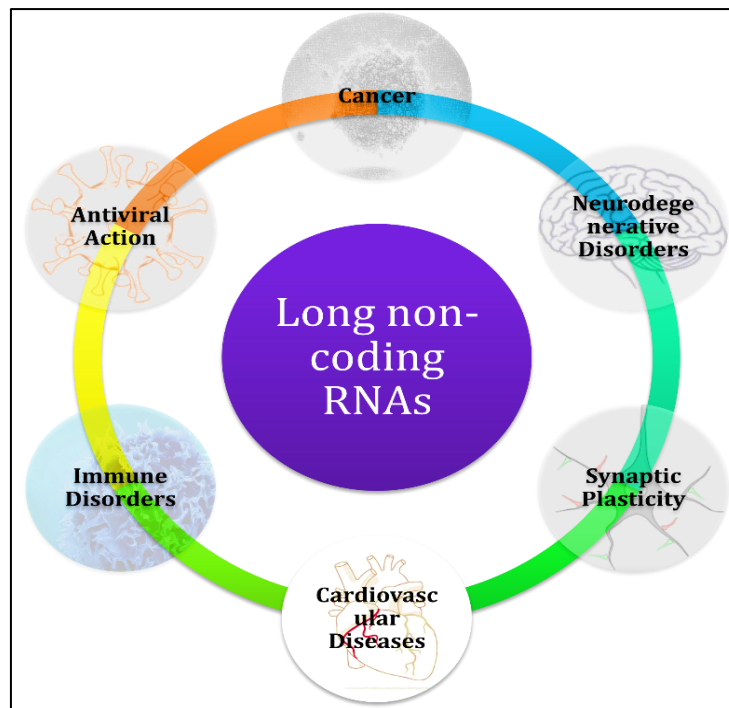 Cancer
Neurodege
nerative
Disorders
Synaptic
Plasticity
Cardiovasc
ular
Diseases
Immune
Disorders
Antiviral
Action
Long non-
coding
RNAs